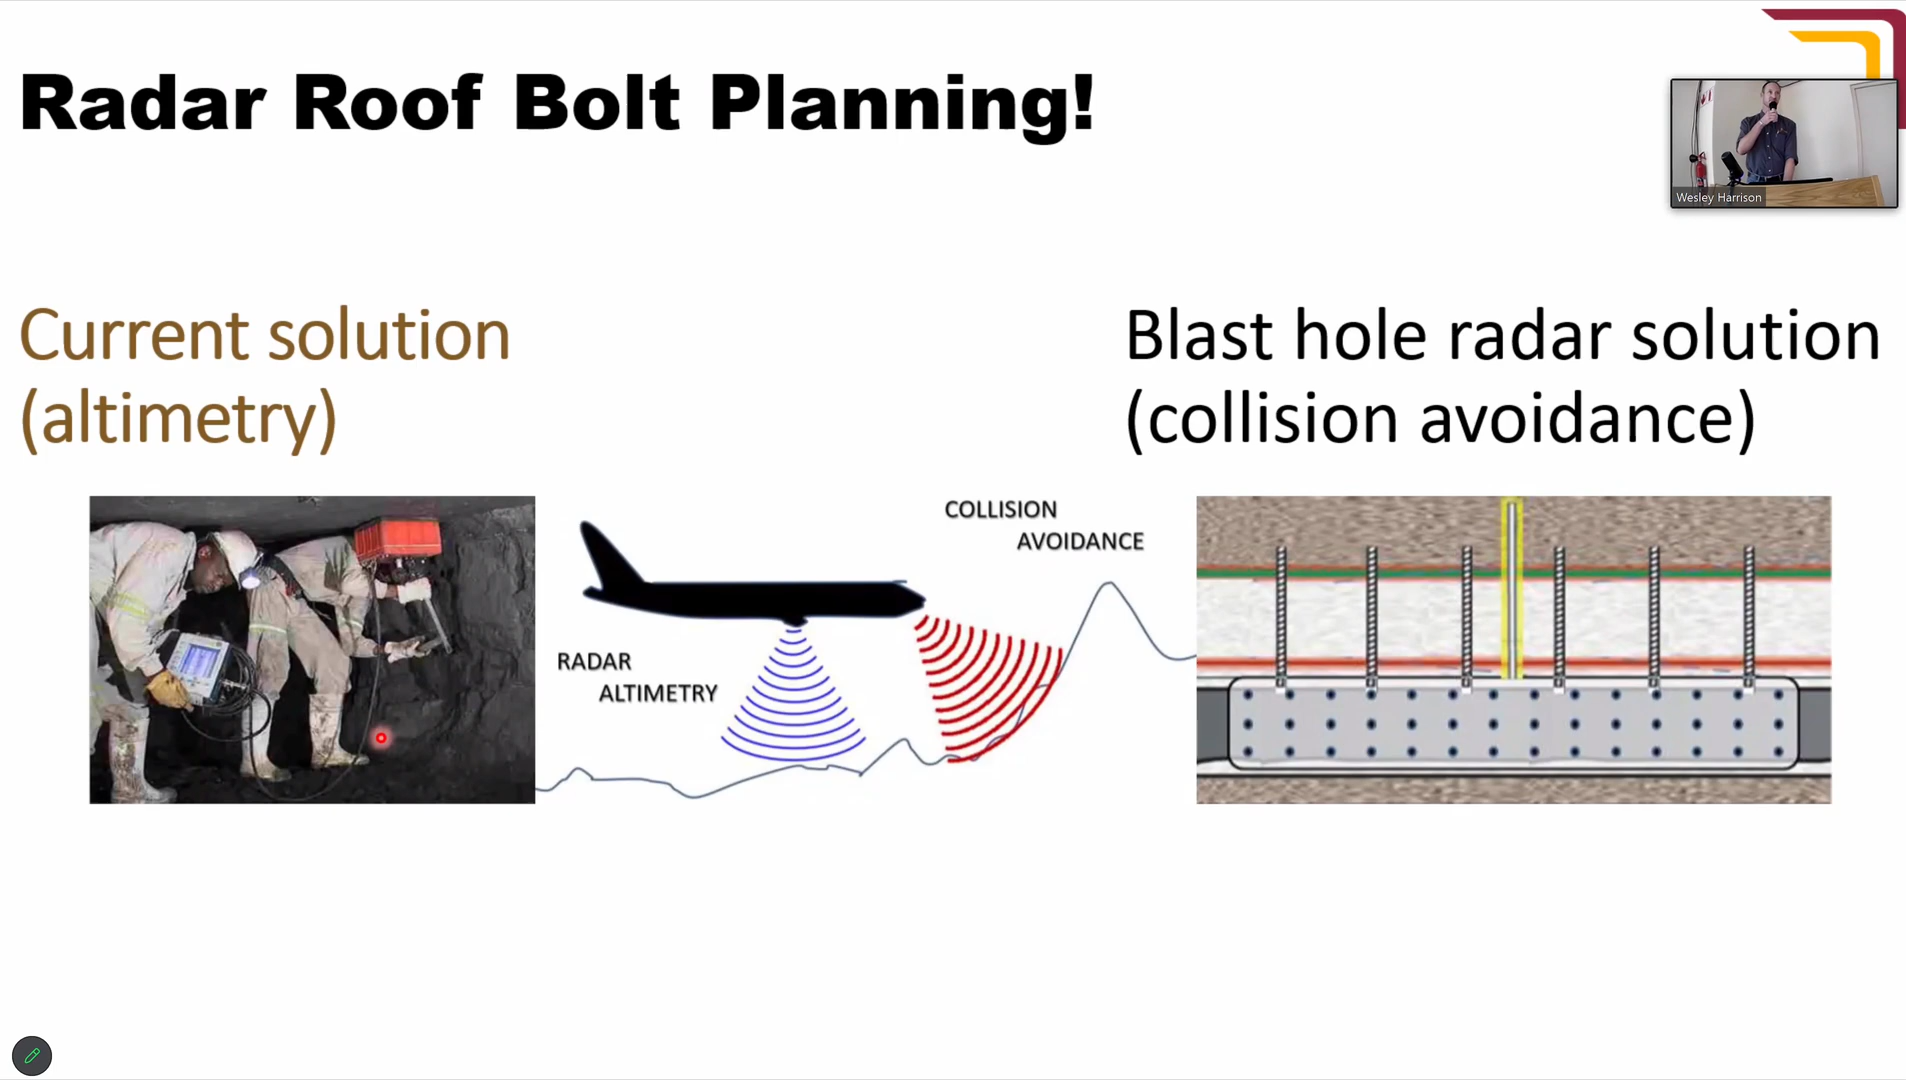 Radar Roof Bolt Planning!
Wesley Harrison
Current solution
(altimetry)
Blast hole radar solution
(collision avoidance)
COLLISION
AVOIDANCE
RADAR
ALTIMETRY